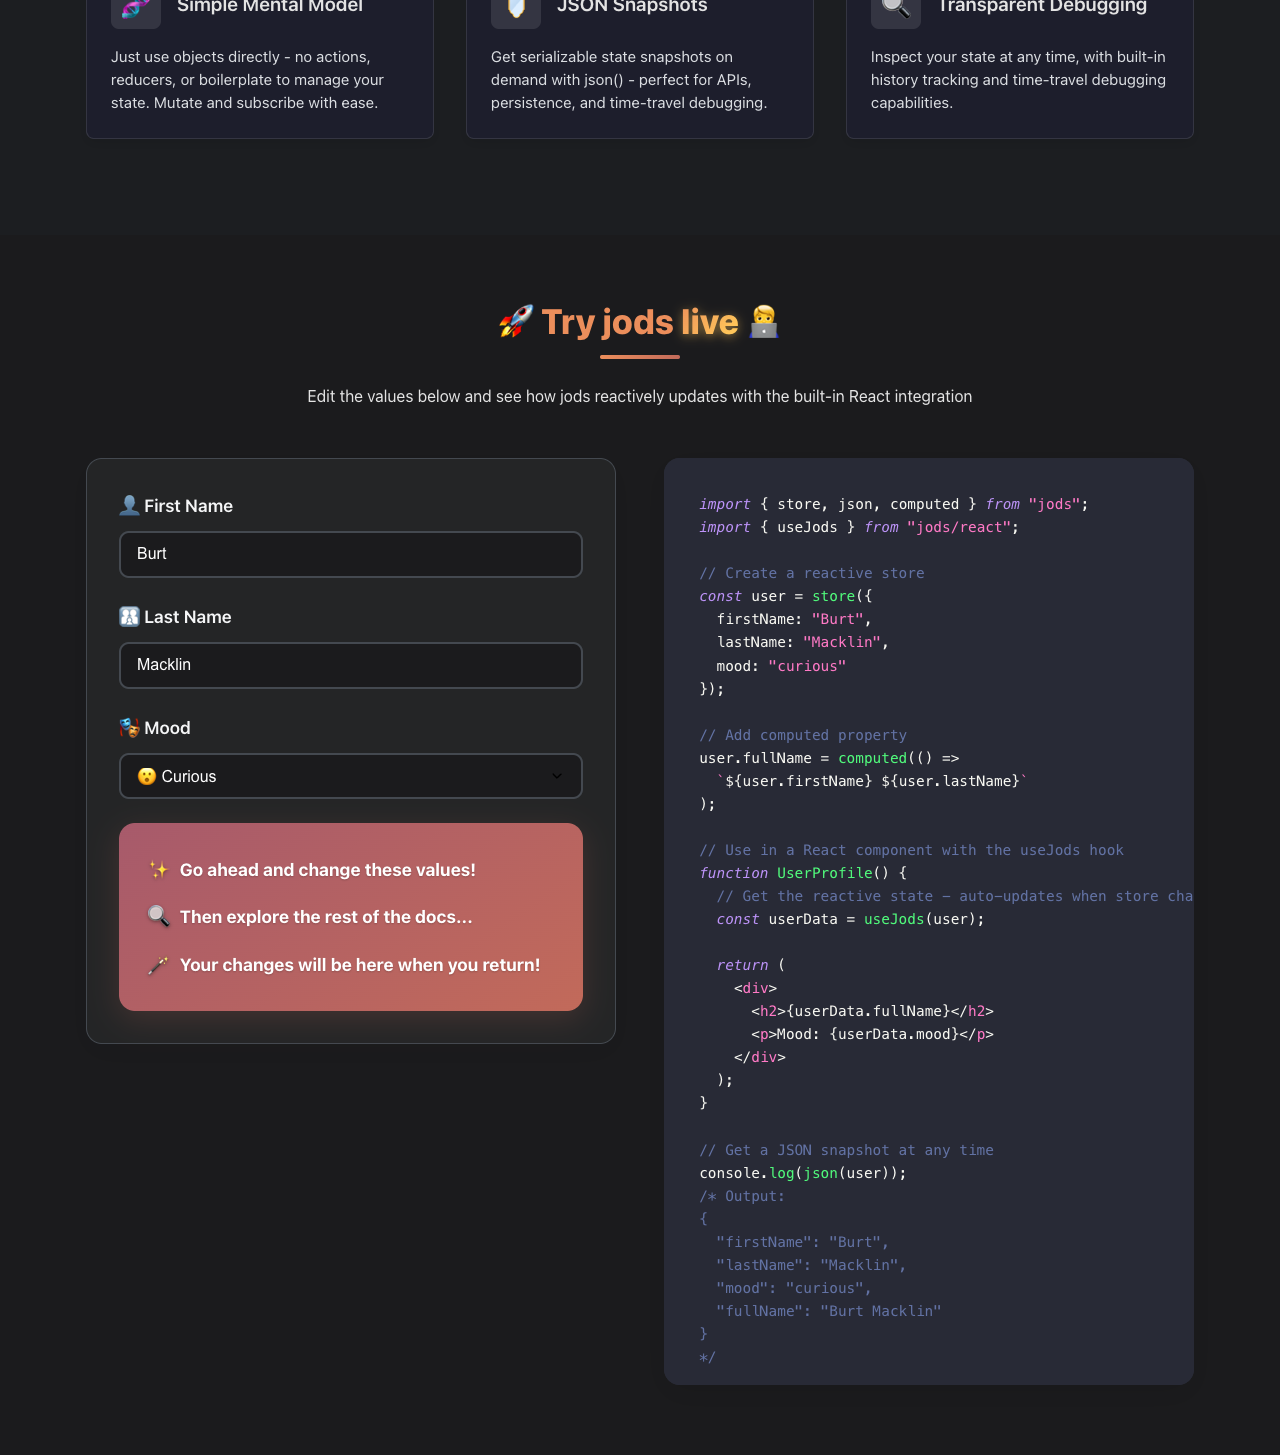 Simple Mental Model
Just use objects directly - no actions,
reducers, or boilerplate to manage your
state. Mutate and subscribe with ease.
JSON Snapshots
Get serializable state snapshots on
demand with json() - perfect for APIs,
persistence, and time-travel debugging.
Transparent Debugging
Inspect your state at any time, with built-in
history tracking and time-travel debugging
capabilities.
🚀 Try jods live 👨‍💻
Edit the values below and see how jods reactively updates with the built-in React integration
👤 First Name
Burt
Last Name
Macklin
🎭 Mood
😮 Curious
✨ Go ahead and change these values!
🔍 Then explore the rest of the docs...
🪄 Your changes will be here when you return!
import { store, json, computed } from "jods";
import { useJods } from "jods/react";

// Create a reactive store
const user = store({
  firstName: "Burt",
  lastName: "Macklin",
  mood: "curious"
});

// Add computed property
user.fullName = computed(() =>
  `${user.firstName} ${user.lastName}`
);

// Use in a React component with the useJods hook
function UserProfile() {
  // Get the reactive state – auto-updates when store cha
  const userData = useJods(user);

  return (
    <div>
      <h2>{userData.fullName}</h2>
      <p>Mood: {userData.mood}</p>
    </div>
  );
}

// Get a JSON snapshot at any time
console.log(json(user));
/* Output:
{
  "firstName": "Burt",
  "lastName": "Macklin",
  "mood": "curious",
  "fullName": "Burt Macklin"
}
*/